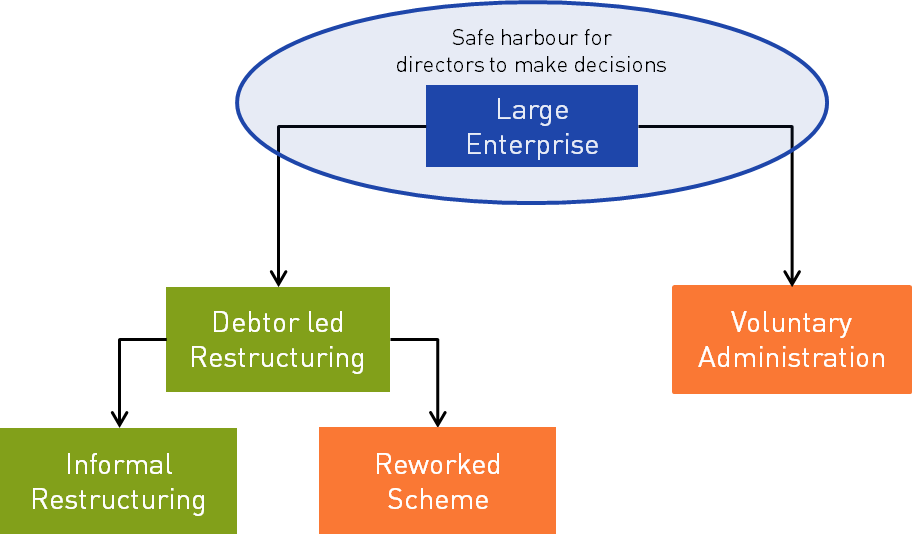 Safe harbour for
directors to make decisions
Large
Enterprise
Debtor led
Restructuring
Voluntary
Administration
Informal
Restructuring
Reworked
Scheme